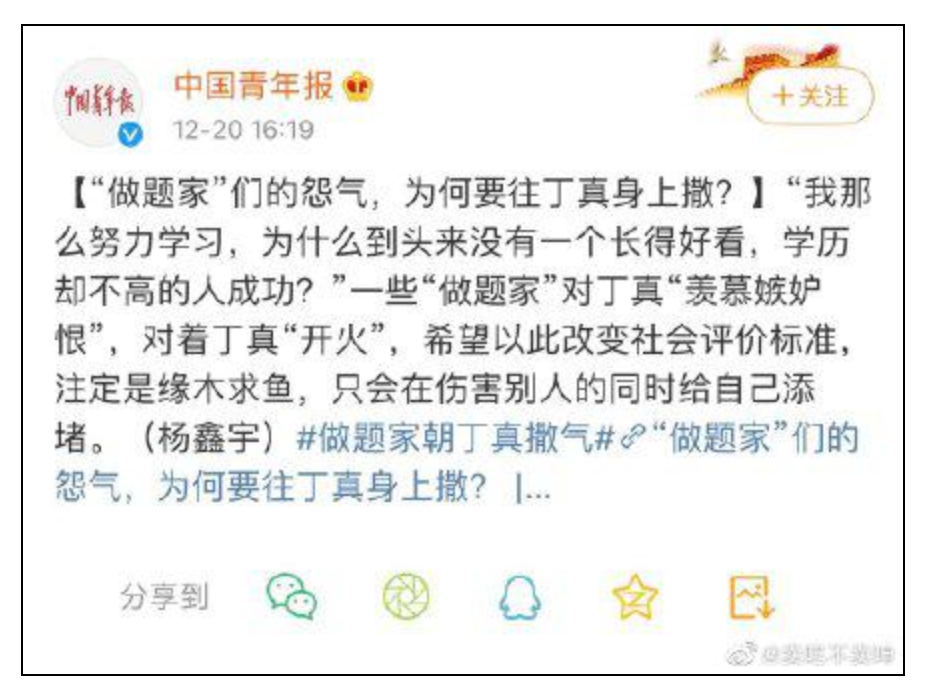 中国青年报
中国青年报
12-20 16:19
+关注
【“做题家”们的怨气，为何要往丁真身上撒？】“我那
么努力学习，为什么到头来没有一个长得好看，学历
却不高的人成功？”一些“做题家”对丁真“羡慕嫉妒
恨”，对着丁真“开火”，希望以此改变社会评价标准，
注定是缘木求鱼，只会在伤害别人的同时给自己添
堵。（杨鑫宇）#做题家朝丁真撒气#“做题家”们的
怨气，为何要往丁真身上撒？ |...
分享到